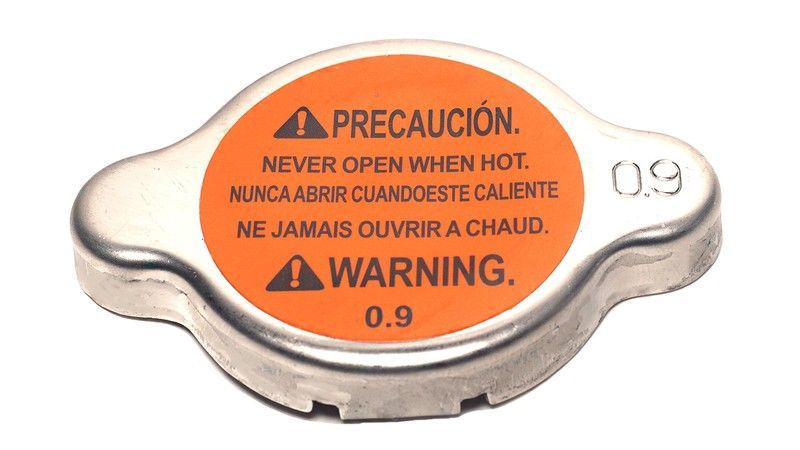 PRECAUCIÓN.
NEVER OPEN WHEN HOT.
NUNCA ABRIR CUANDOESTE CALIENTE
NE JAMAIS OUVRIR A CHAUD.
WARNING.
0.9
0.9